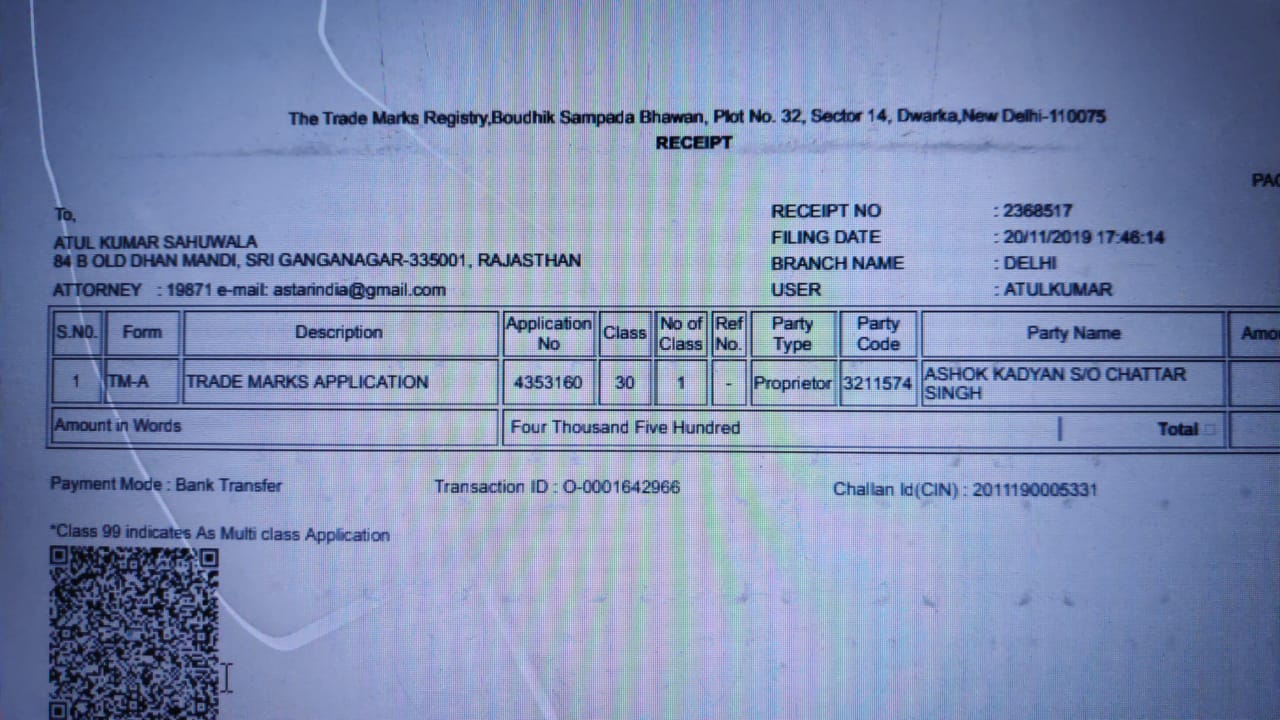 The Trade Marks Registry,Boudhik Sampada Bhawan, Plot No. 32, Sector 14, Dwarka,New Delhi-110075
RECEIPT
To,
ATUL KUMAR SAHUWALA
84 B OLD DHAN MANDI, SRI GANGANAGAR-335001, RAJASTHAN
ATTORNEY : 19871 e-mail: astarindia@gmail.com
RECEIPT NO : 2368517
FILING DATE : 20/11/2019 17:46:14
BRANCH NAME : DELHI
USER : ATULKUMAR
S.N0. Form Description Application No Class No of Class Ref No. Party Type Party Code Party Name
1 TM-A TRADE MARKS APPLICATION 4353160 30 1 - Proprietor 3211574 ASHOK KADYAN S/O CHATTAR SINGH
Amount in Words Four Thousand Five Hundred Total
Payment Mode : Bank Transfer Transaction ID : O-0001642966 Challan Id(CIN) : 2011190005331
*Class 99 indicates As Multi class Application